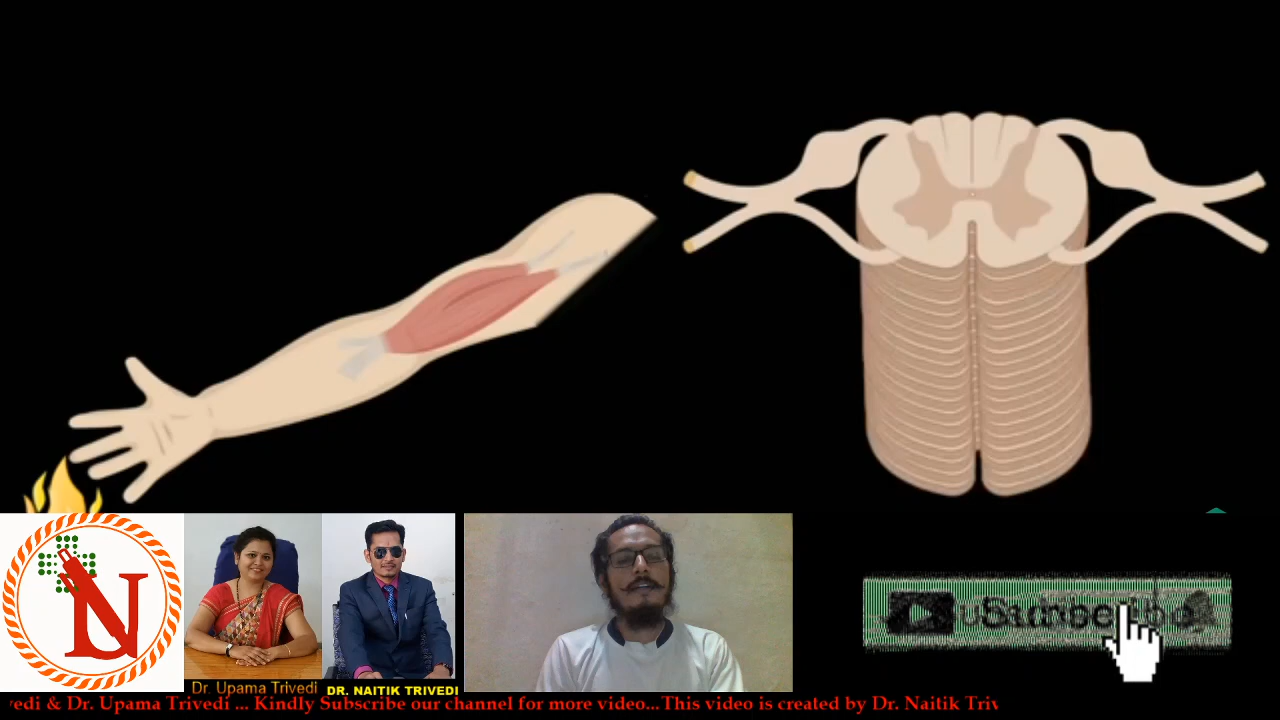 Dr. Upama Trivedi
DR. NAITIK TRIVEDI
edi & Dr. Upama Trivedi ... Kindly Subscribe our channel for more video...This video is created by Dr. Naitik Triv